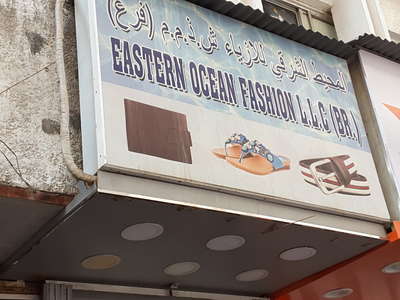 المحيط الشرقي للأزياء ش.ذ.م.م (فرع)
EASTERN OCEAN FASHION L.L.C (BR.)